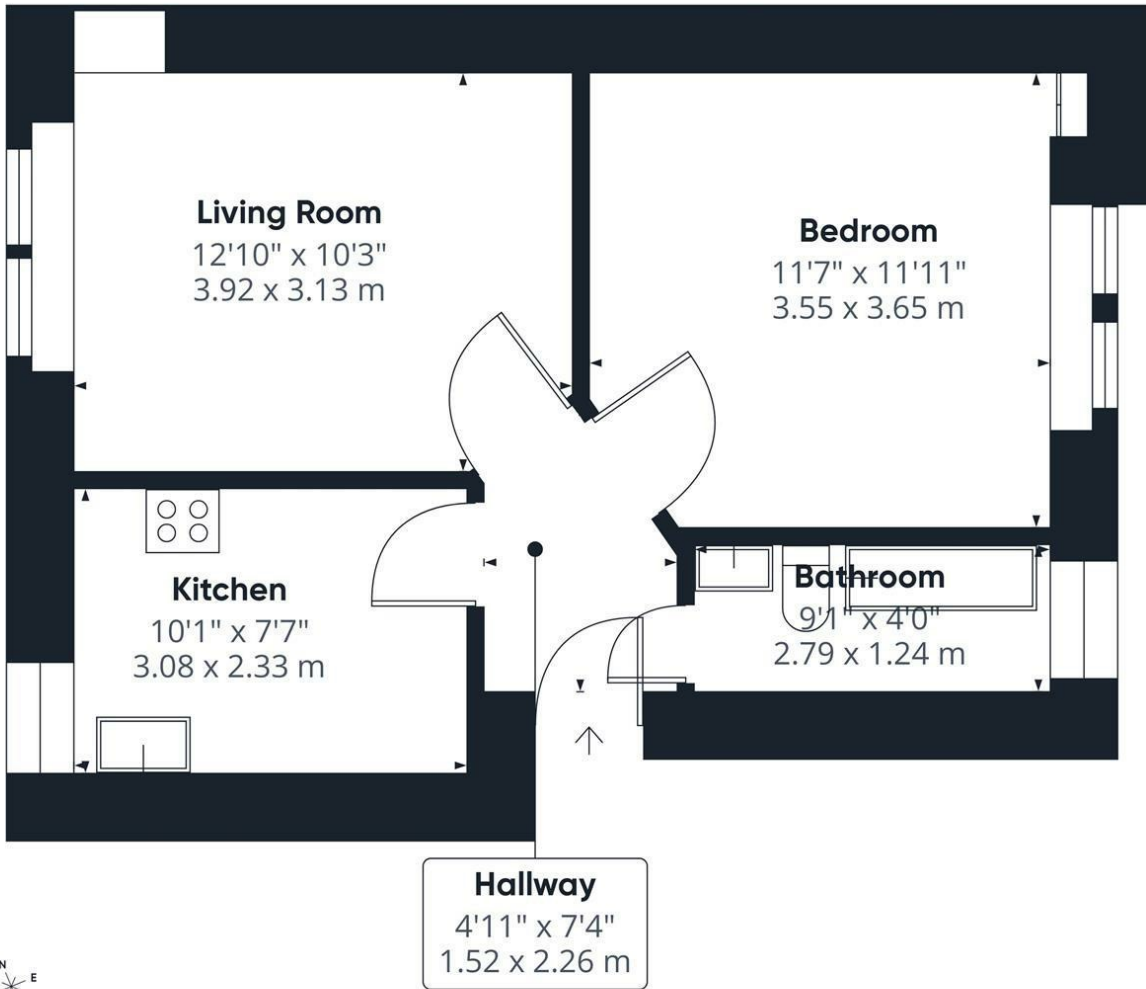 Living Room
12'10" x 10'3"
3.92 x 3.13 m
Bedroom
11'7" x 11'11"
3.55 x 3.65 m
Kitchen
10'1" x 7'7"
3.08 x 2.33 m
Bathroom
9'1" x 4'0"
2.79 x 1.24 m
Hallway
4'11" x 7'4"
1.52 x 2.26 m
N
E